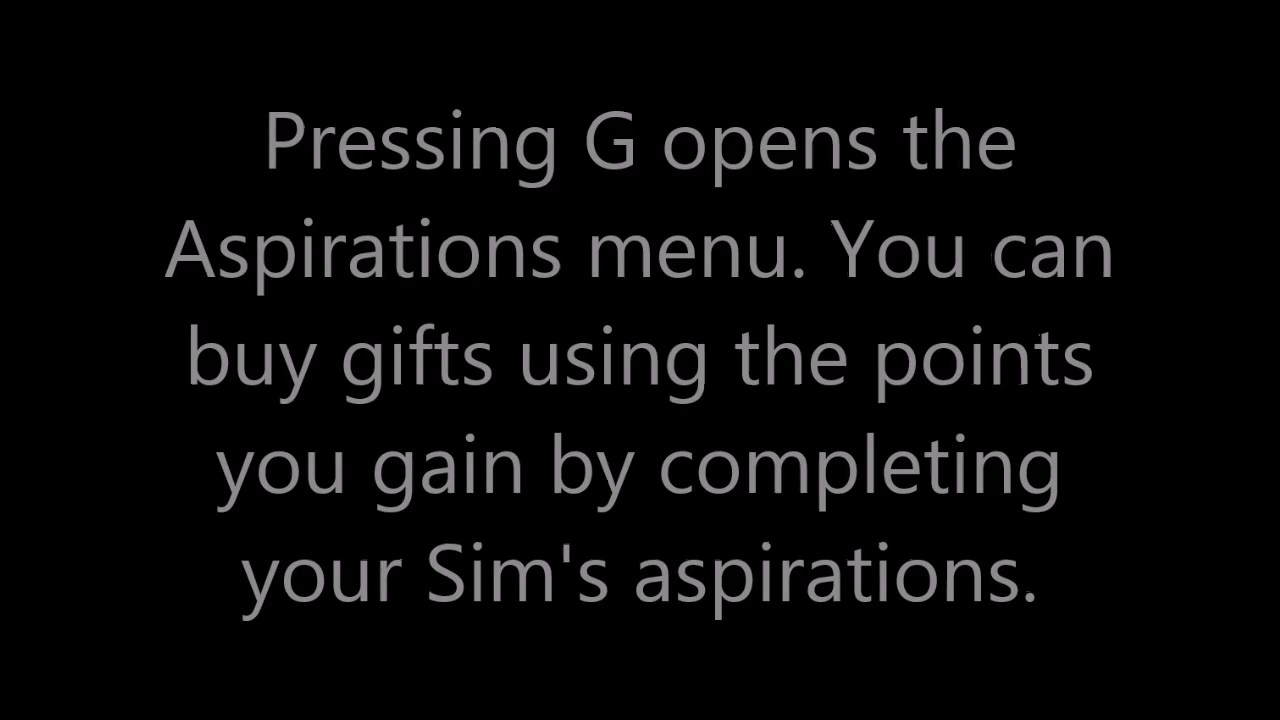 Pressing G opens the
Aspirations menu. You can
buy gifts using the points
you gain by completing
your Sim's aspirations.